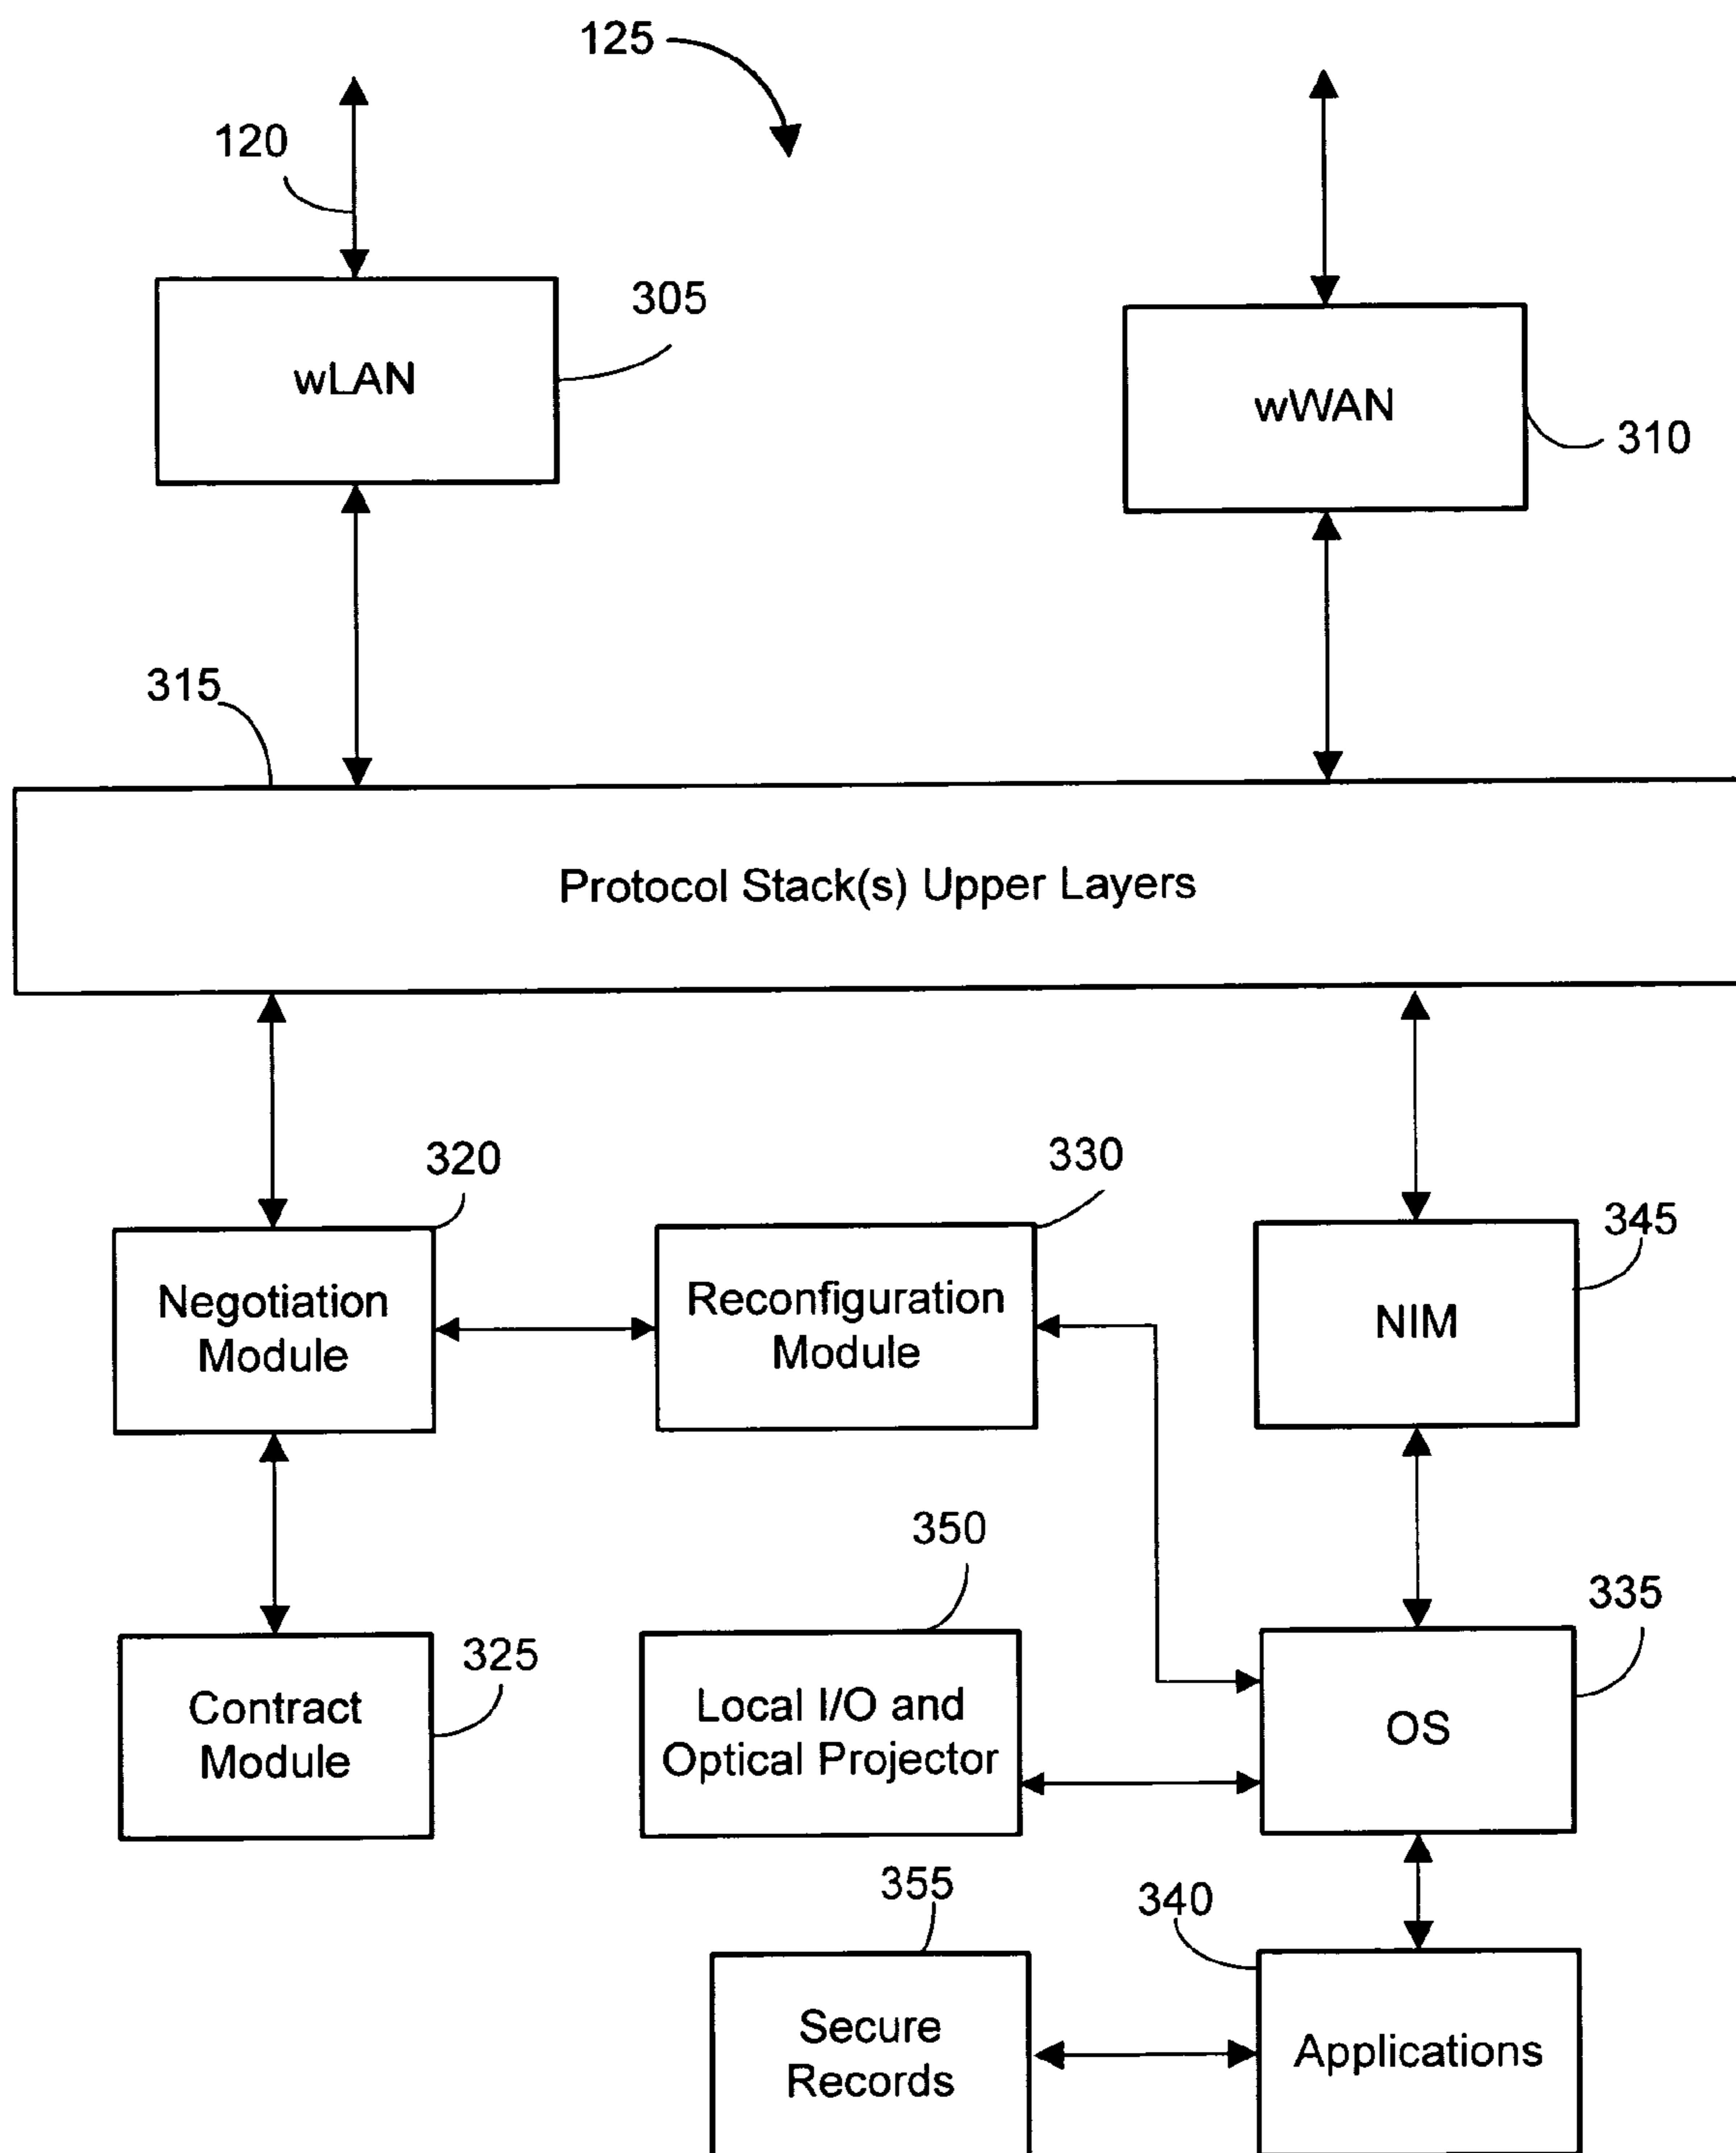 125
120
305
wLAN
wWAN
310
315
Protocol Stack(s) Upper Layers
320
330
345
Negotiation
Module
Reconfiguration
Module
NIM
350
335
325
Contract
Module
Local I/O and
Optical Projector
OS
355
340
Secure
Records
Applications